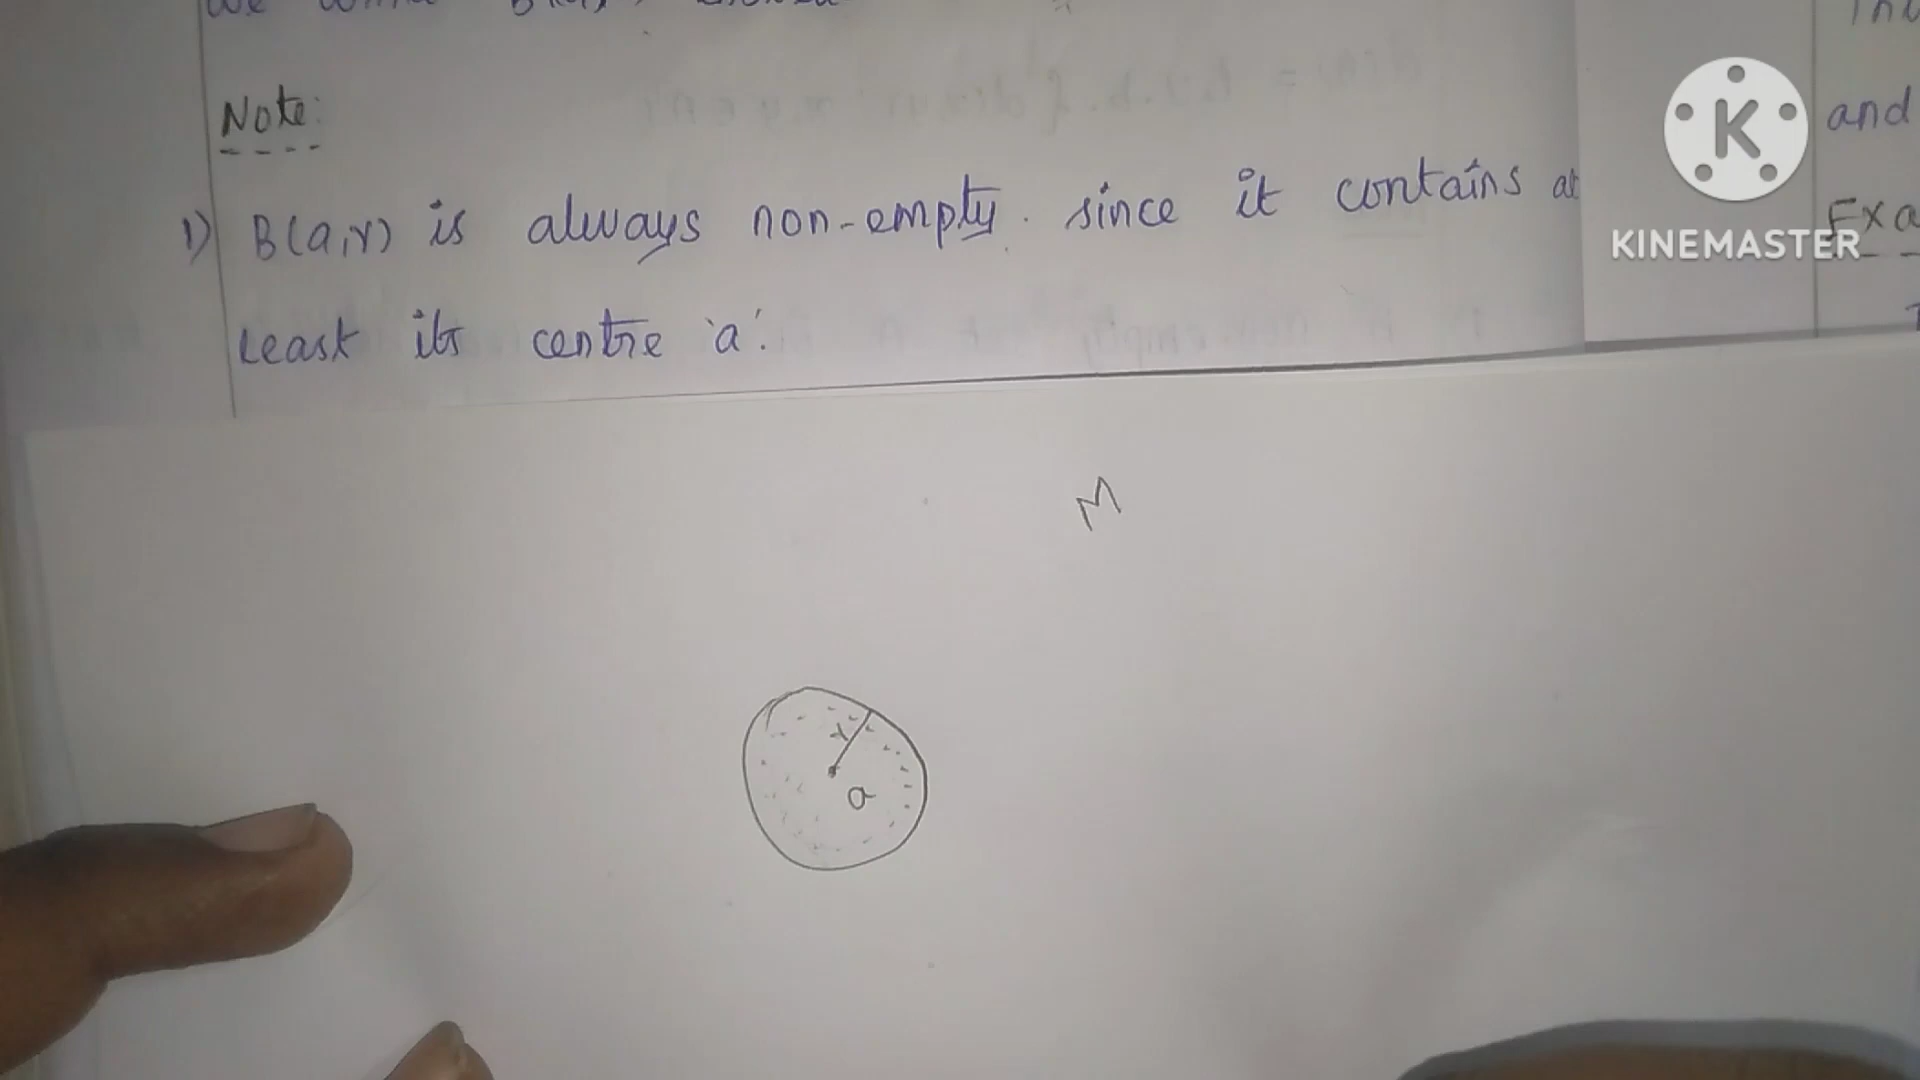 Note:
1) B(a,r) is always non-empty. since it contains at
least its centre 'a'.
and
Exa
KINEMASTER
M
r
a